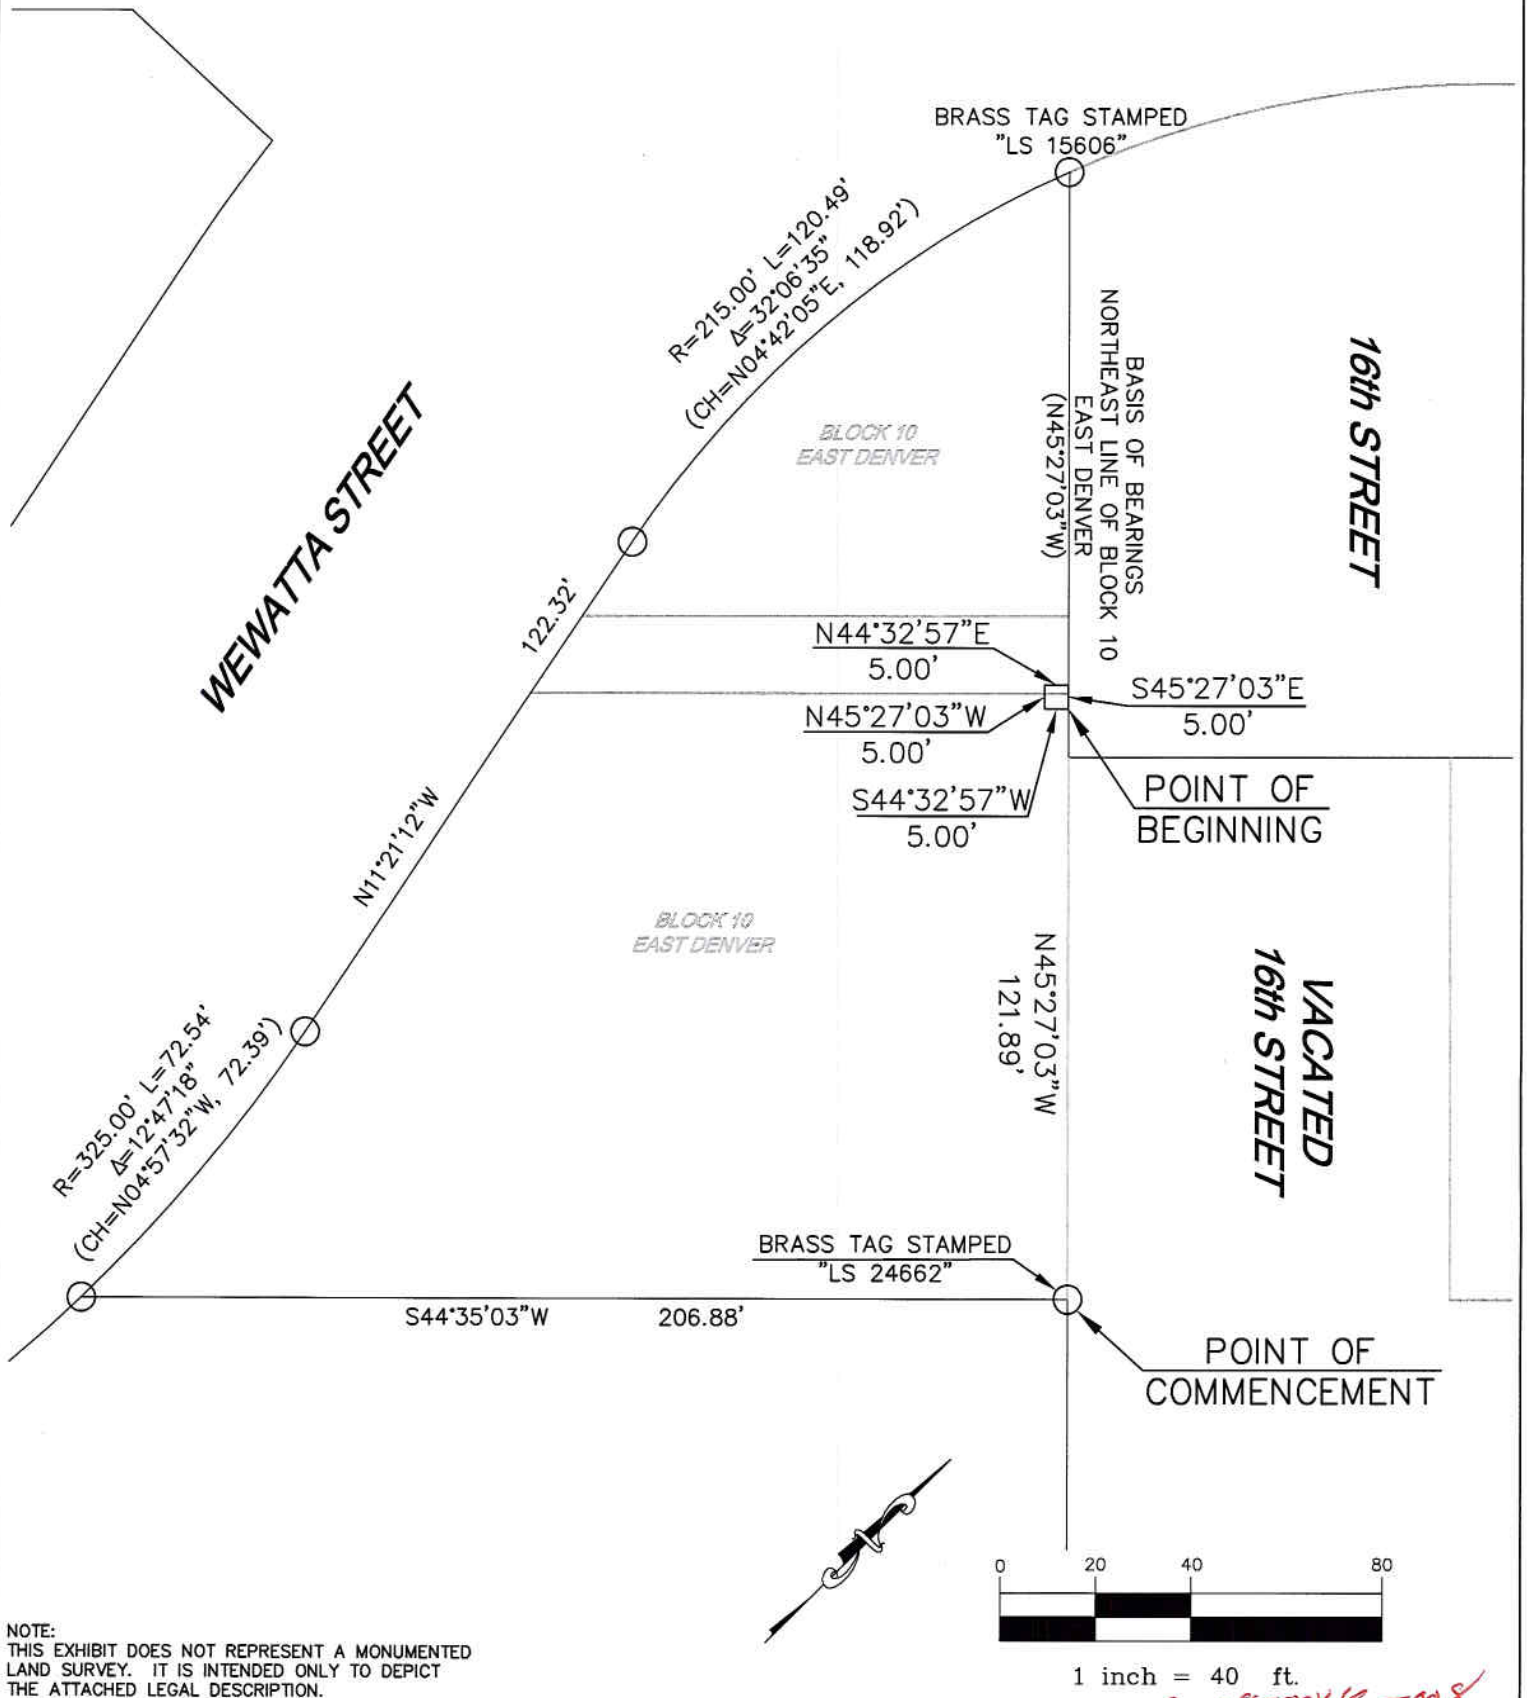 BRASS TAG STAMPED
"LS 15606"
R=215.00' L=120.49'
Δ=32°06'35"
(CH=N04°42'05"E, 118.92')
BASIS OF BEARINGS
NORTHEAST LINE OF BLOCK 10
EAST DENVER
(N45°27'03"W)
16th STREET
WEWATTA STREET
BLOCK 10
EAST DENVER
122.32'
N11°21'12"W
N44°32'57"E
5.00'
N45°27'03"W
5.00'
S44°32'57"W
5.00'
S45°27'03"E
5.00'
POINT OF
BEGINNING
BLOCK 10
EAST DENVER
N45°27'03"W
121.89'
VACATED
16th STREET
R=325.00' L=72.54'
Δ=12°47'18"
(CH=N04°57'32"W, 72.39')
BRASS TAG STAMPED
"LS 24662"
S44°35'03"W 206.88'
POINT OF
COMMENCEMENT
0 20 40 80
1 inch = 40 ft.
NOTE:
THIS EXHIBIT DOES NOT REPRESENT A MONUMENTED
LAND SURVEY. IT IS INTENDED ONLY TO DEPICT
THE ATTACHED LEGAL DESCRIPTION.